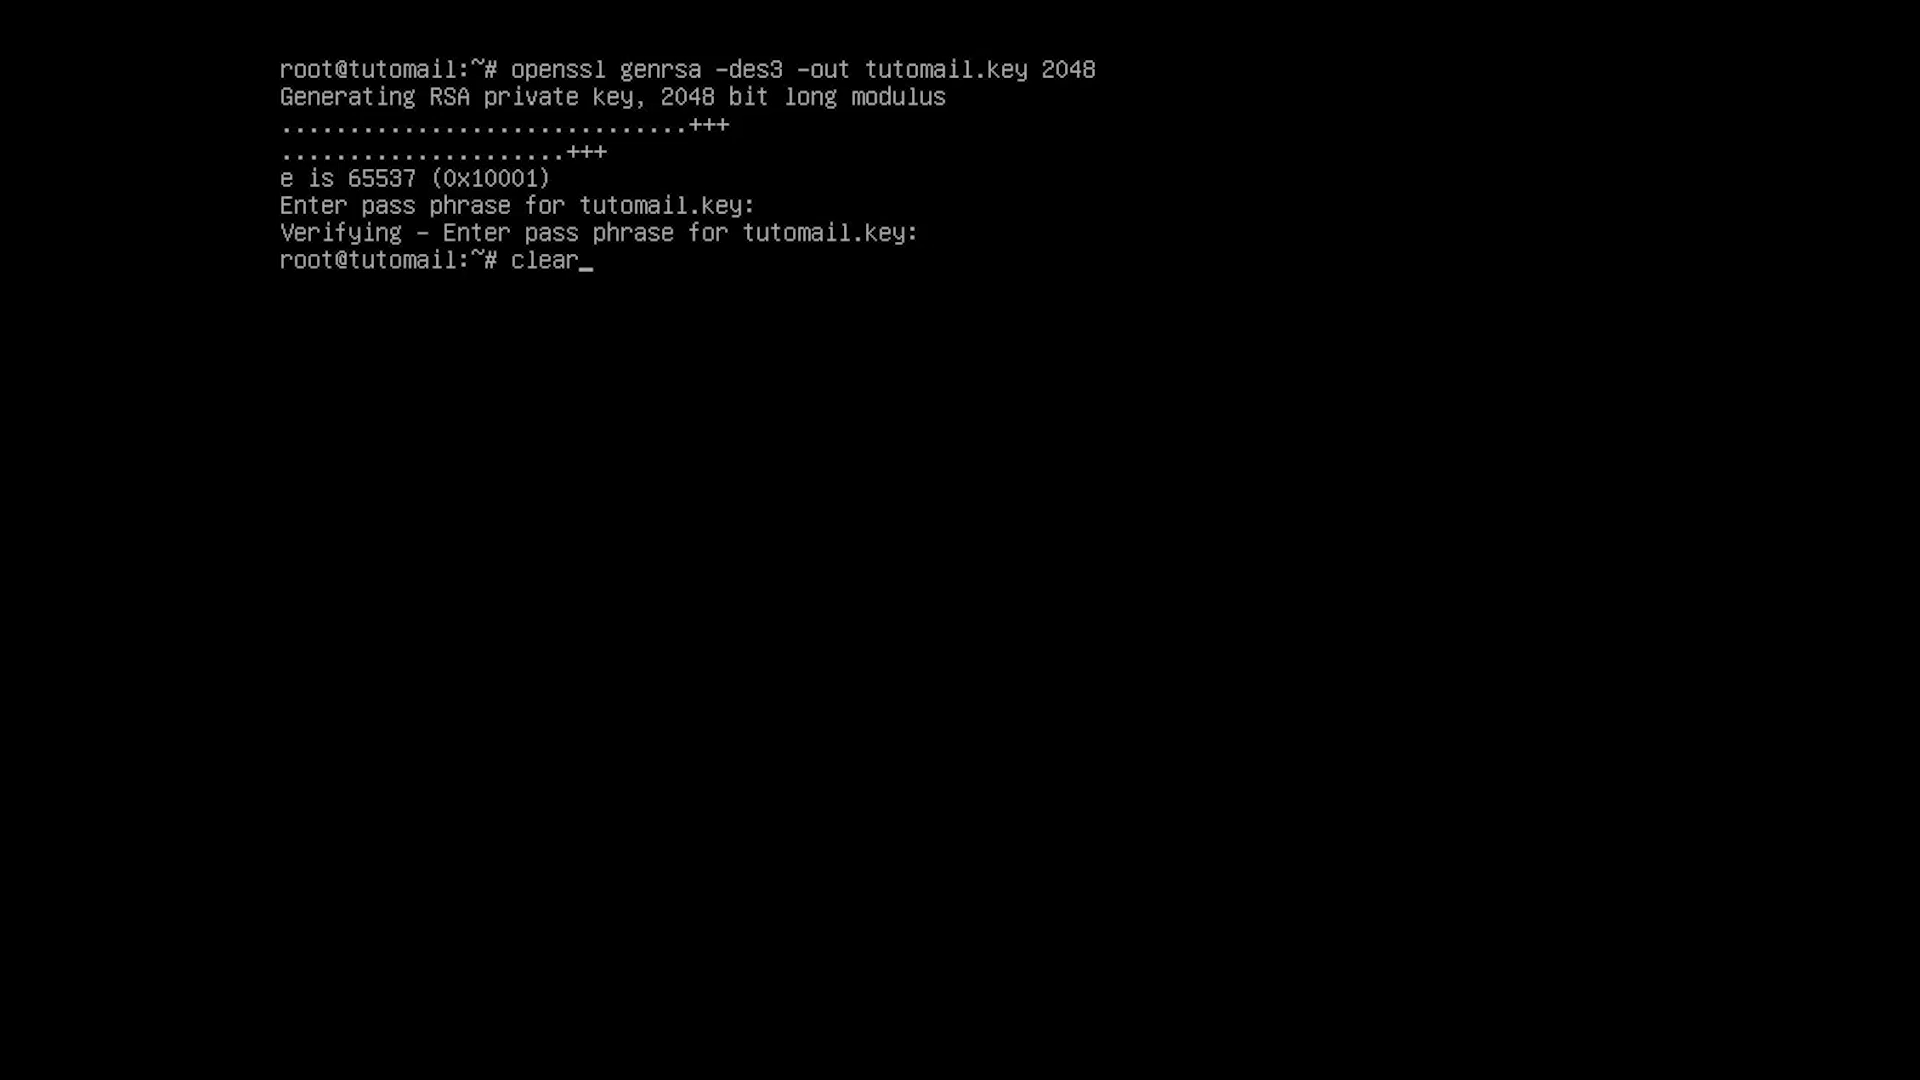 root@tutomail:~# openssl genrsa -des3 -out tutomail.key 2048
Generating RSA private key, 2048 bit long modulus
..............................+++
.....................+++
e is 65537 (0x10001)
Enter pass phrase for tutomail.key:
Verifying - Enter pass phrase for tutomail.key:
root@tutomail:~# clear_